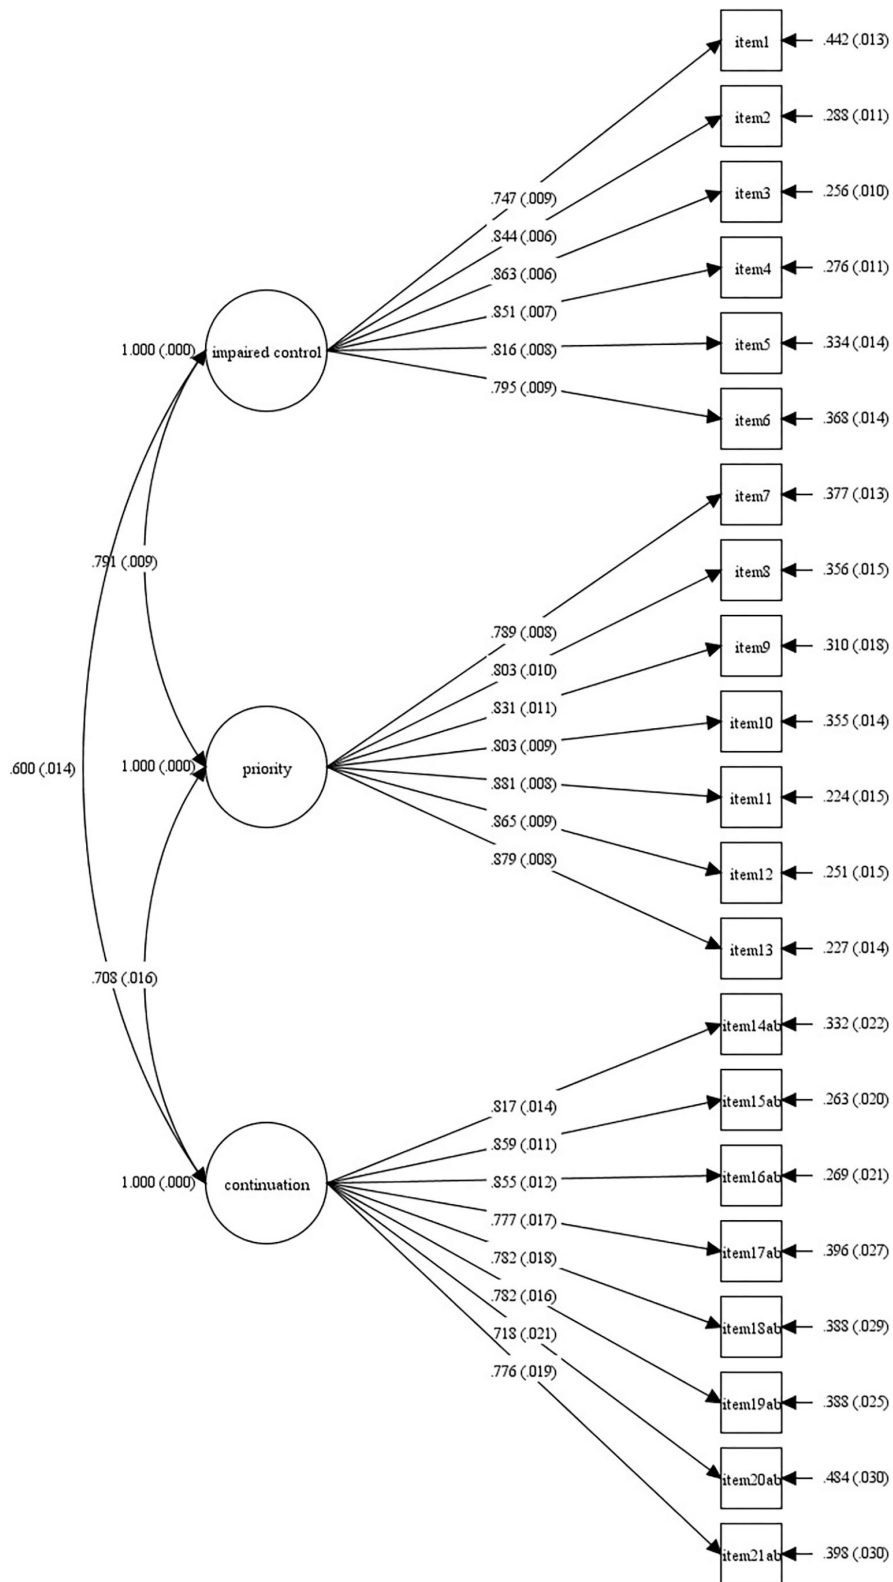 item1 .442 (.013)
item2 .288 (.011)
item3 .256 (.010)
.747 (.009)
.844 (.006)
item4 .276 (.011)
.863 (.006)
.851 (.007)
item5 .334 (.014)
1.000 (.000) impaired control .816 (.008)
.795 (.009)
item6 .368 (.014)
item7 .377 (.013)
.791 (.009)
item8 .356 (.015)
.789 (.008)
item9 .310 (.018)
.803 (.010)
.831 (.011)
item10 .355 (.014)
.803 (.009)
.600 (.014) 1.000 (.000) priority
.881 (.008)
item11 .224 (.015)
.865 (.009)
.879 (.008)
item12 .251 (.015)
item13 .227 (.014)
.708 (.016)
item14ab .332 (.022)
item15ab .263 (.020)
.817 (.014)
.859 (.011)
item16ab .269 (.021)
1.000 (.000) continuation .855 (.012)
.777 (.017)
item17ab .396 (.027)
.782 (.018)
.782 (.016)
item18ab .388 (.029)
.718 (.021)
.776 (.019)
item19ab .388 (.025)
item20ab .484 (.030)
item21ab .398 (.030)